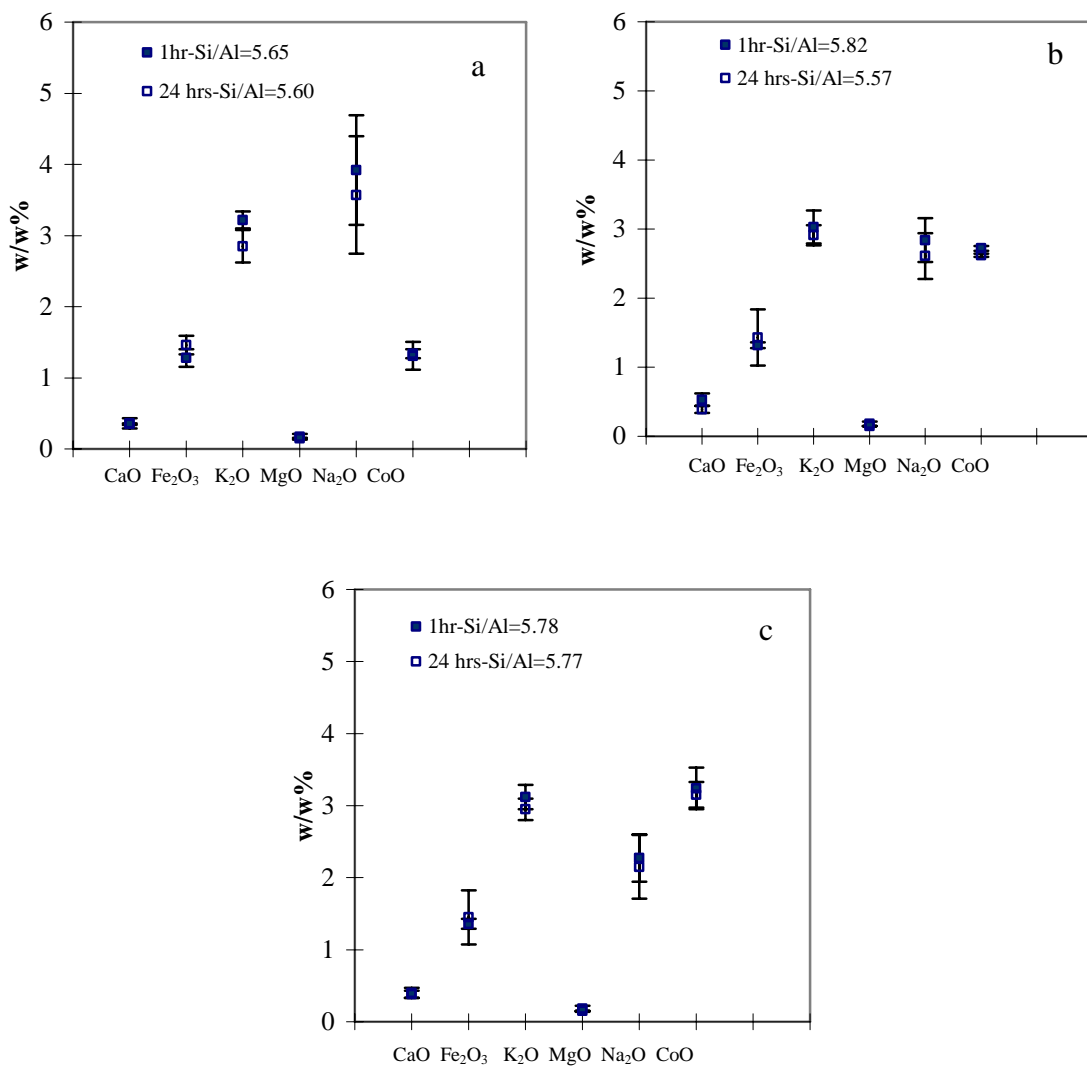 a
1hr-Si/Al=5.65
24 hrs-Si/Al=5.60
w/w%
6
5
4
3
2
1
0
CaO Fe₂O₃ K₂O MgO Na₂O CoO
b
1hr-Si/Al=5.82
24 hrs-Si/Al=5.57
w/w%
6
5
4
3
2
1
0
CaO Fe₂O₃ K₂O MgO Na₂O CoO
c
1hr-Si/Al=5.78
24 hrs-Si/Al=5.77
w/w%
6
5
4
3
2
1
0
CaO Fe₂O₃ K₂O MgO Na₂O CoO